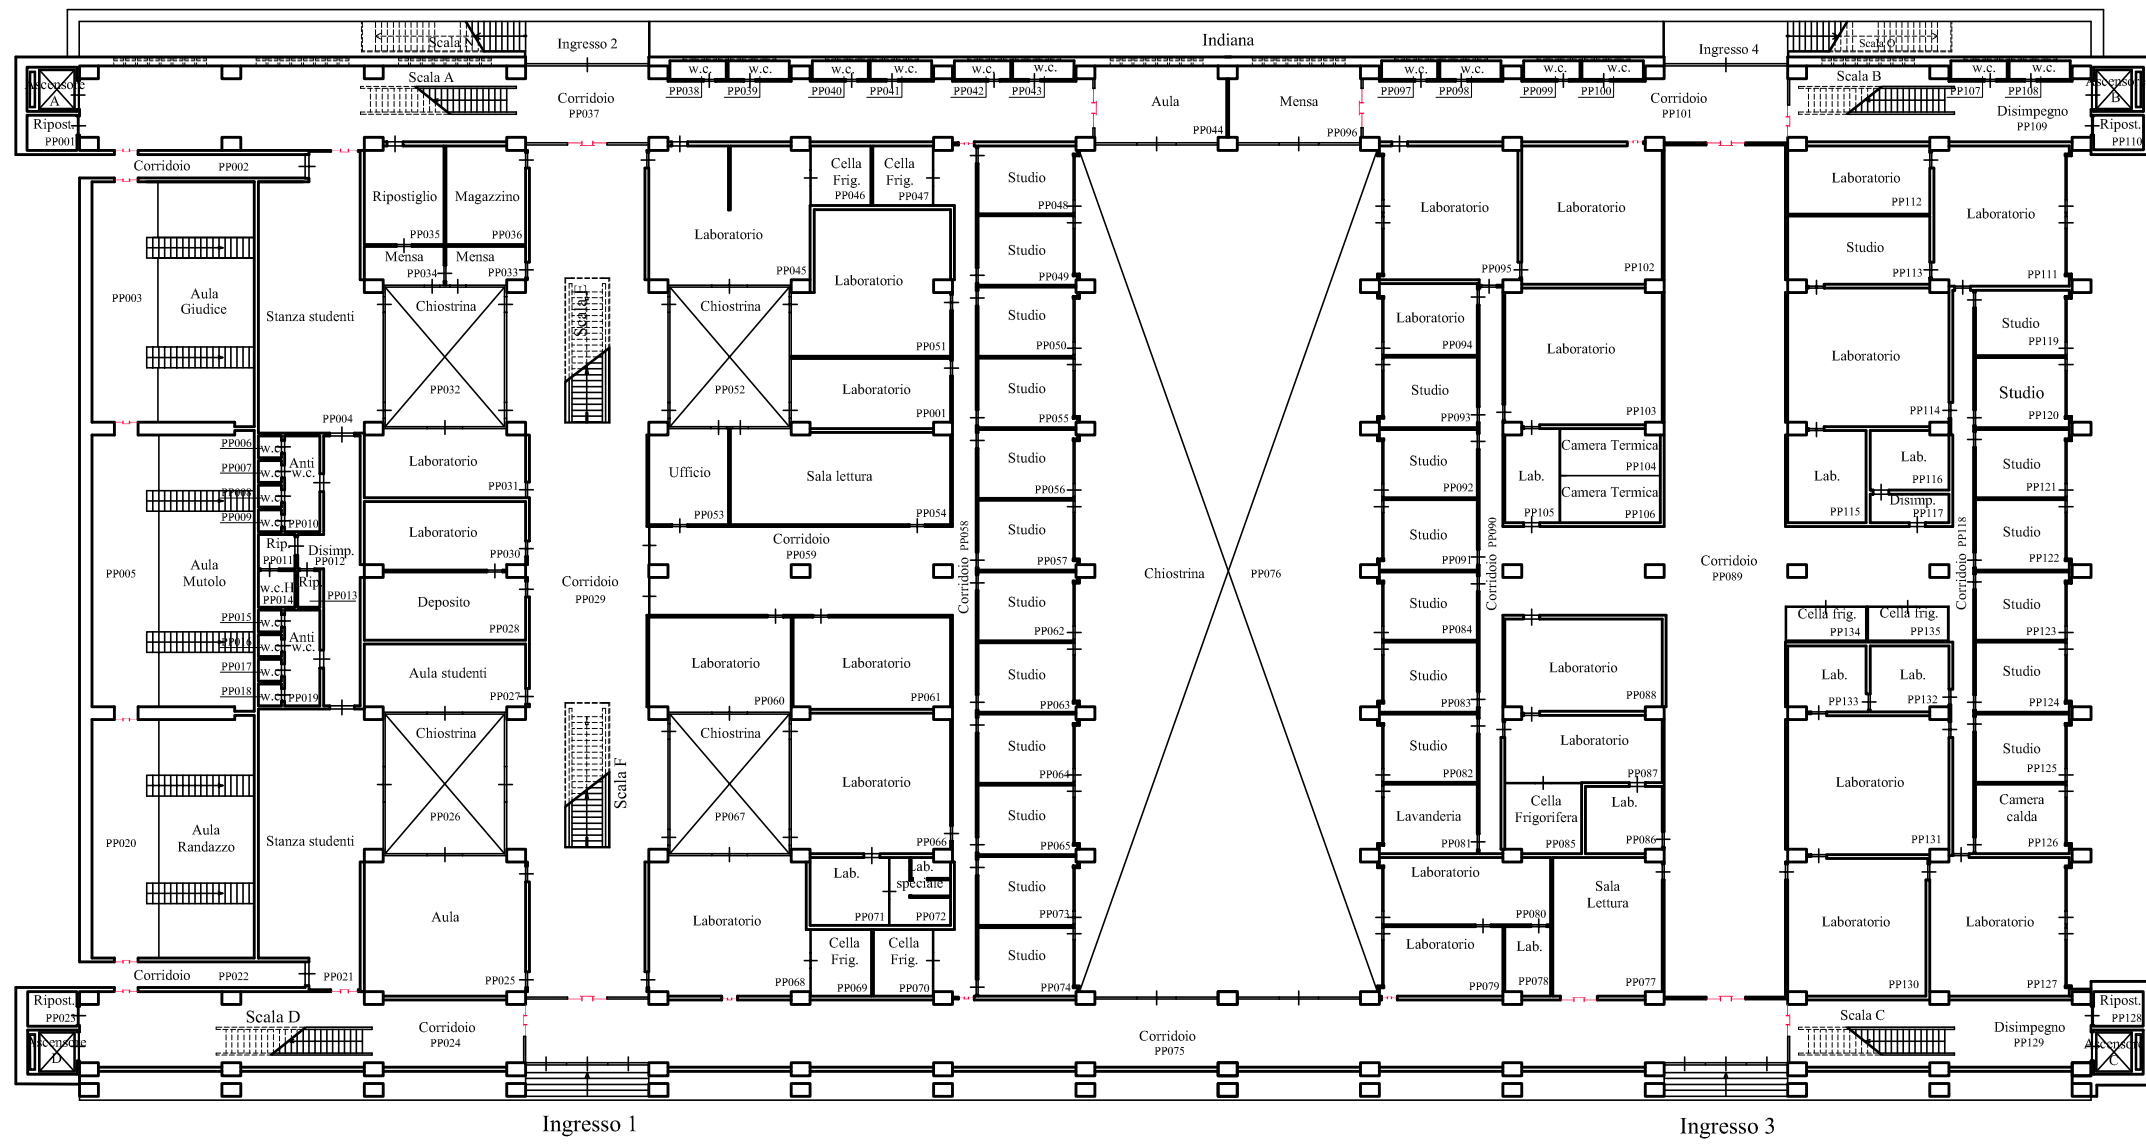 Indiana
Scala N
Ingresso 2
Ingresso 4
Scala O
Ascensore
A
Scala A
Corridoio
PP037
w.c.
w.c.
w.c.
w.c.
w.c.
w.c.
PP038
PP039
PP040
PP041
PP042
PP043
Aula
PP044
Mensa
PP096
w.c.
w.c.
w.c.
w.c.
PP097
PP098
PP099
PP100
Corridoio
PP101
Scala B
w.c.
w.c.
PP107
PP108
Disimpegno
PP109
Ascensore
B
Ripost.
PP001
Ripost.
PP110
Corridoio
PP002
PP003
Aula
Giudice
Stanza studenti
PP004
Ripostiglio
PP035
Magazzino
PP036
Mensa
PP034
Mensa
PP033
Chiostrina
PP032
Scala E
Laboratorio
PP045
Cella
Frig.
PP046
Cella
Frig.
PP047
Laboratorio
PP051
Chiostrina
PP052
Laboratorio
PP001
Studio
PP048
Studio
PP049
Studio
PP050
Studio
PP055
Studio
PP056
Studio
PP057
Studio
PP062
Studio
PP063
Studio
PP064
Studio
PP065
Studio
PP073
Studio
PP074
Chiostrina
PP076
Laboratorio
PP095
Laboratorio
PP102
Laboratorio
PP094
Laboratorio
PP103
Studio
PP093
Studio
PP092
Studio
PP091
Studio
PP084
Studio
PP083
Studio
PP082
Lavanderia
PP081
Corridoio PP090
Lab.
PP105
Camera Termica
PP104
Camera Termica
PP106
Corridoio
PP089
Laboratorio
PP112
Studio
PP113
Laboratorio
PP111
Laboratorio
PP114
Studio
PP119
Studio
PP120
Lab.
PP115
Lab.
PP116
Disimp.
PP117
Studio
PP121
Studio
PP122
Studio
PP123
Studio
PP124
Studio
PP125
Camera
calda
PP126
Corridoio PP118
PP005
Aula
Mutolo
PP006
PP007
PP008
PP009
w.c.
w.c.
w.c.
w.c.
Anti
w.c.
PP010
Rip.
PP011
Disimp.
PP012
w.c.H
PP014
Rip.
PP013
PP015
PP016
PP017
PP018
w.c.
w.c.
w.c.
w.c.
Anti
w.c.
PP019
Laboratorio
PP031
Laboratorio
PP030
Deposito
PP028
Aula studenti
PP027
Corridoio
PP029
Ufficio
PP053
Sala lettura
PP054
Corridoio
PP059
Corridoio PP058
Laboratorio
PP060
Laboratorio
PP061
Chiostrina
PP026
Scala F
Chiostrina
PP067
Laboratorio
PP066
Laboratorio
PP088
Laboratorio
PP087
Cella
Frigorifera
PP085
Lab.
PP086
Cella frig.
PP134
Cella frig.
PP135
Lab.
PP133
Lab.
PP132
Laboratorio
PP131
PP020
Aula
Randazzo
Stanza studenti
PP021
Aula
PP025
Laboratorio
PP068
Lab.
PP071
Lab.
speciale
PP072
Cella
Frig.
PP069
Cella
Frig.
PP070
Laboratorio
PP080
Laboratorio
PP079
Lab.
PP078
Sala
Lettura
PP077
Laboratorio
PP130
Laboratorio
PP127
Corridoio
PP022
Ripost.
PP023
Ascensore
D
Scala D
Corridoio
PP024
Corridoio
PP075
Scala C
Disimpegno
PP129
Ripost.
PP128
Ascensore
C
Ingresso 1
Ingresso 3